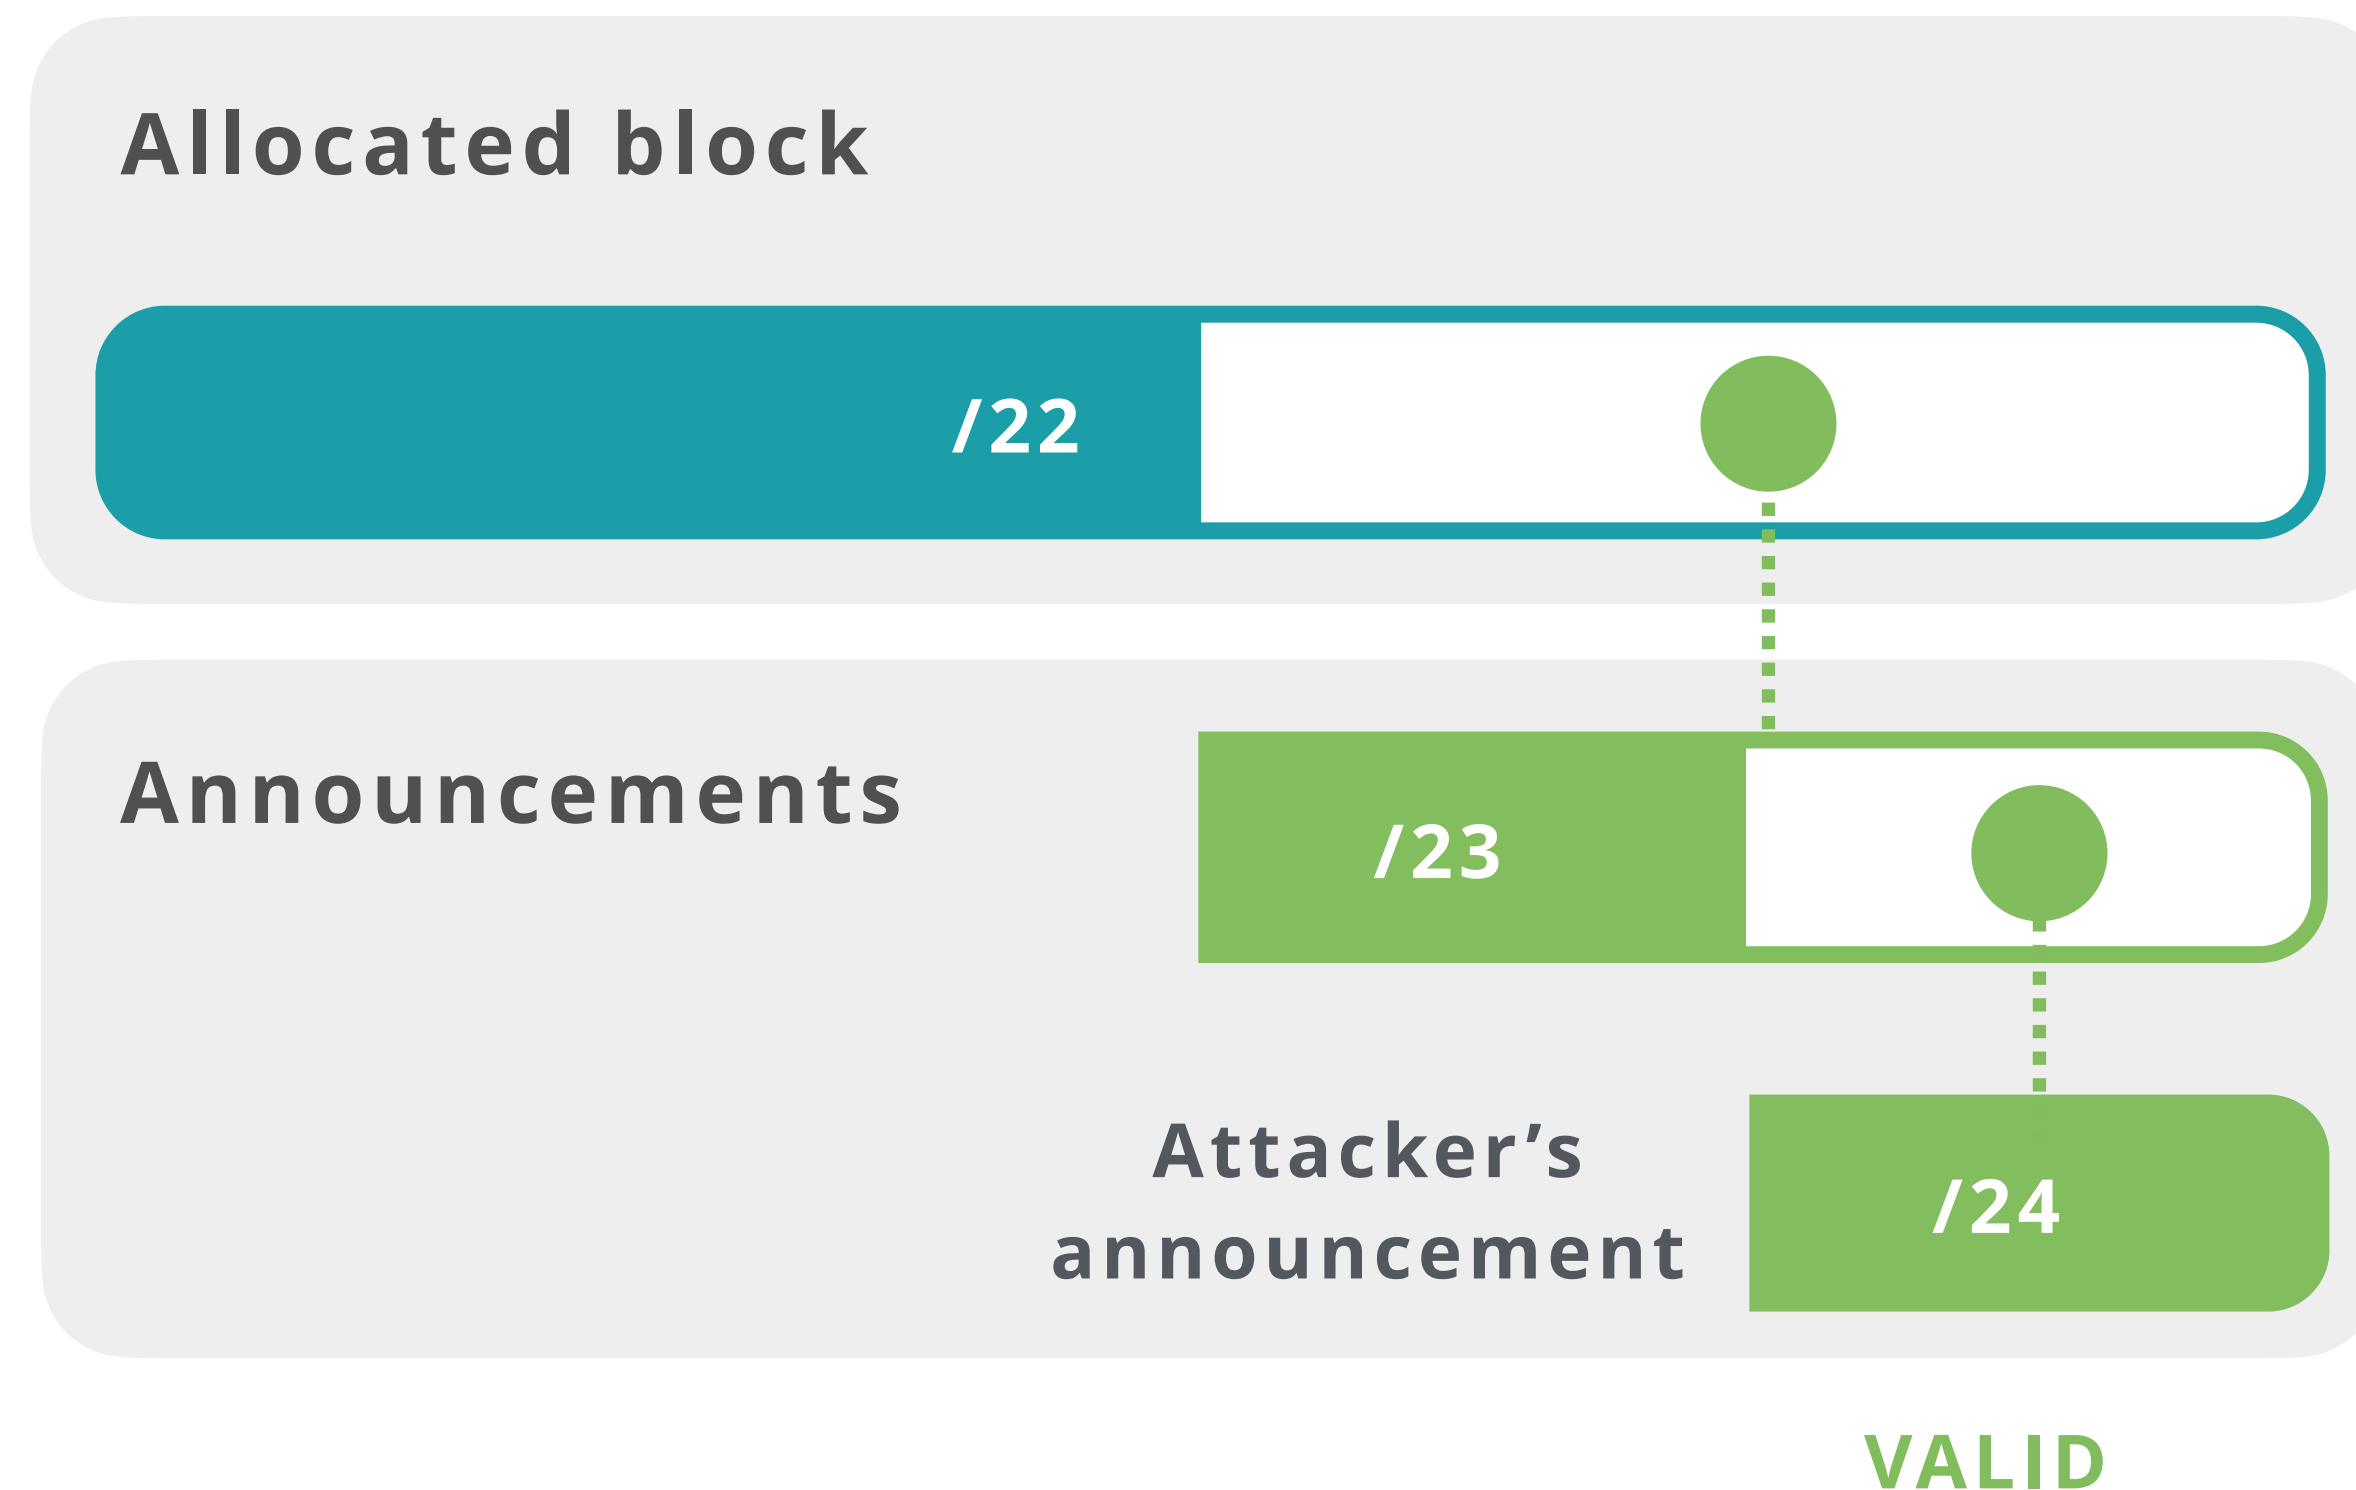 Allocated block
/22
Announcements
/23
Attacker’s
announcement
/24
VALID